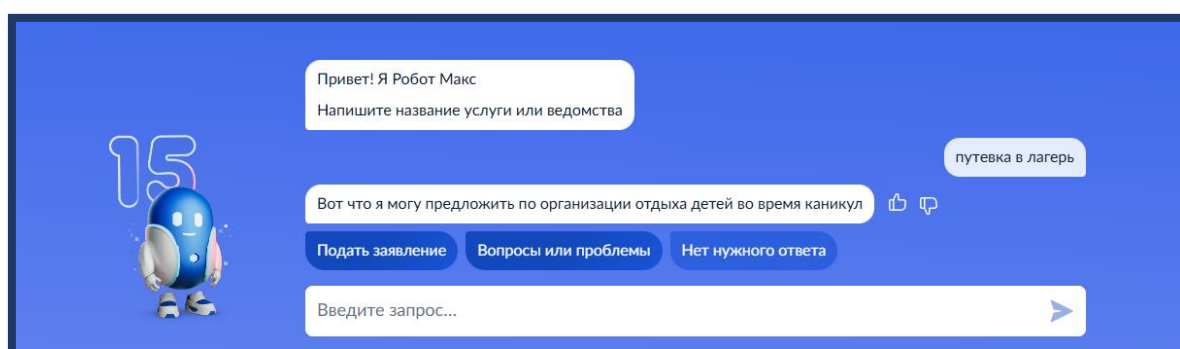 Привет! Я Робот Макс
Напишите название услуги или ведомства
15
путевка в лагерь
Вот что я могу предложить по организации отдыха детей во время каникул
Подать заявление
Вопросы или проблемы
Нет нужного ответа
Введите запрос...